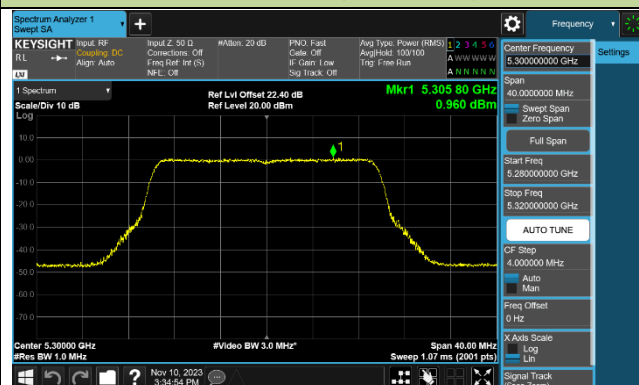 Spectrum Analyzer 1
Swept SA
Frequency
KEYSIGHT
Input: RF
Input Z: 50 Ω
#Atten: 20 dB
PNO: Fast
Avg Type: Power (RMS)
1 2 3 4 5 6
R L
Coupling: DC
Corrections: Off
Gate: Off
Avg|Hold: 100/100
A W W W W W
Align: Auto
Freq Ref: Int (S)
IF Gain: Low
Trig: Free Run
NFE: Off
Sig Track: Off
A N N N N N
LXI
1 Spectrum
Ref Lvl Offset 22.40 dB
Mkr1 5.305 80 GHz
Scale/Div 10 dB
Ref Level 20.00 dBm
0.960 dBm
Log
10.0
0.00
-10.0
-20.0
-30.0
-40.0
-50.0
-60.0
-70.0
1
Center 5.30000 GHz
#Video BW 3.0 MHz*
Span 40.00 MHz
#Res BW 1.0 MHz
Sweep 1.07 ms (2001 pts)
Nov 10, 2023
3:34:54 PM
Center Frequency
5.300000000 GHz
Settings
Span
40.0000000 MHz
Swept Span
Zero Span
Full Span
Start Freq
5.280000000 GHz
Stop Freq
5.320000000 GHz
AUTO TUNE
CF Step
4.000000 MHz
Auto
Man
Freq Offset
0 Hz
X Axis Scale
Log
Lin
Signal Track
(Span Zoom)